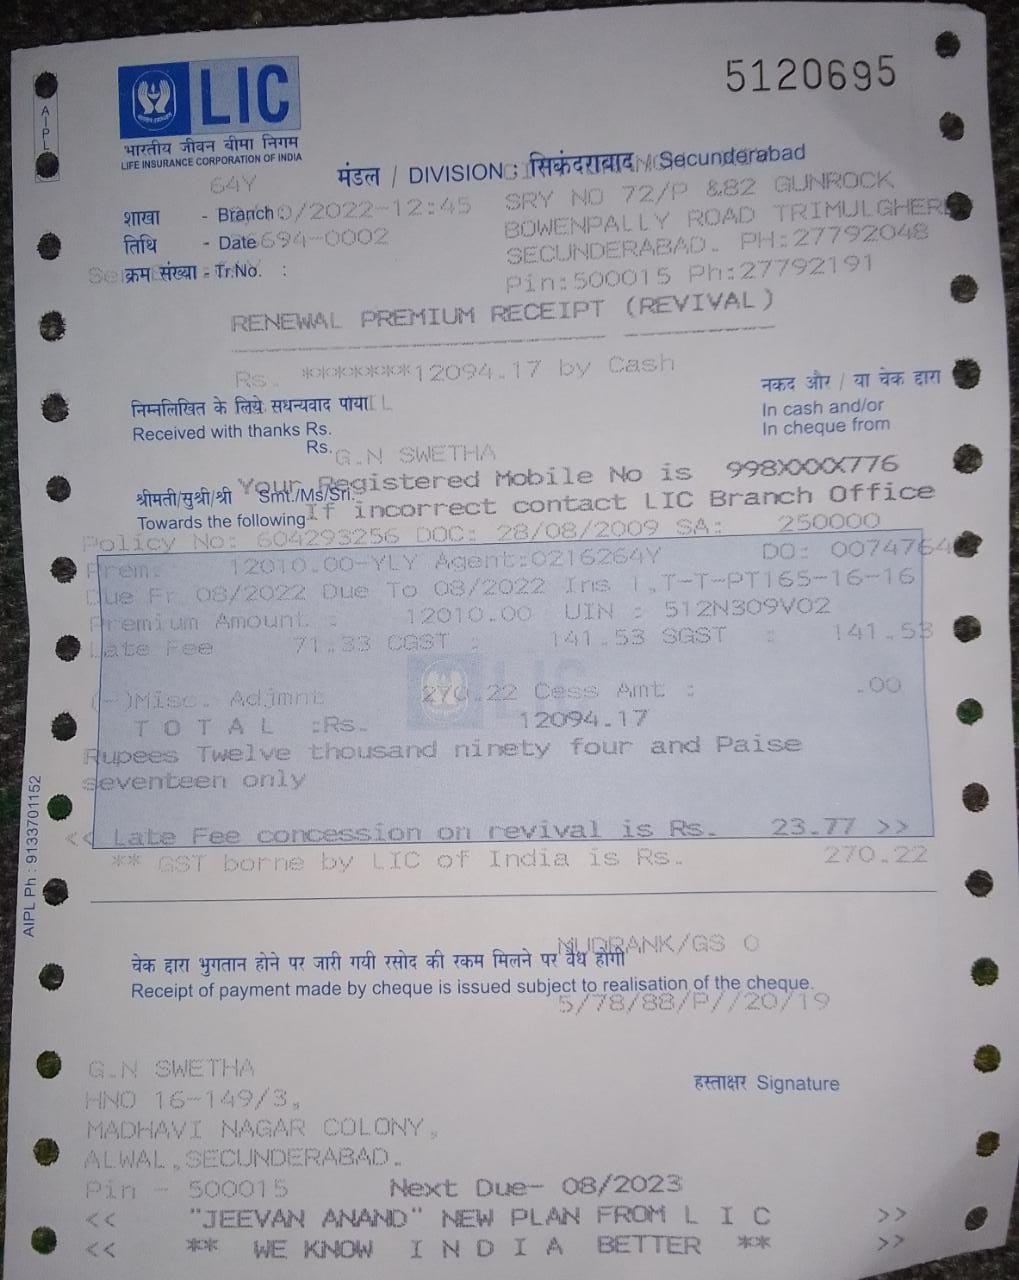 AIPL
LIC
5120695
भारतीय जीवन बीमा निगम
LIFE INSURANCE CORPORATION OF INDIA
मंडल / DIVISION: सिकंदराबाद / Secunderabad
64Y
SRY NO 72/P &82 GUNROCK
शाखा - Branch 0/2022-12:45
BOWENPALLY ROAD TRIMULGHER
तिथि - Date 694-0002
SECUNDERABAD. PH:27792048
क्रम संख्या - Tr.No. :
Pin:500015 Ph:27792191
RENEWAL PREMIUM RECEIPT (REVIVAL)
Rs. *******12094.17 by Cash
नकद और / या चेक द्वारा
निम्नलिखित के लिये सधन्यवाद पाया
In cash and/or
Received with thanks Rs.
In cheque from
Rs.
G.N SWETHA
Your Registered Mobile No is 998XXXX776
श्रीमती/सुश्री/श्री Smt./Ms/Sri.
If incorrect contact LIC Branch Office
Towards the following
Policy No: 604293256 DOC: 28/08/2009 SA: 250000
Prem: 12010.00-YLY Agent:0216264Y DO: 0074764
Due Fr 08/2022 Due To 08/2022 Ins 1,T-T-PT165-16-16
Premium Amount : 12010.00 UIN : 512N309V02
Late Fee 71.33 CGST : 141.53 SGST : 141.53
LIC
(-)Misc. Adjmnt 270.22 Cess Amt : .00
T O T A L :Rs. 12094.17
Rupees Twelve thousand ninety four and Paise
seventeen only
<< Late Fee concession on revival is Rs. 23.77 >>
** GST borne by LIC of India is Rs. 270.22
AIPL Ph : 9133701152
MUDRANK/GS 0
चेक द्वारा भुगतान होने पर जारी गयी रसोद की रकम मिलने पर वैध होगी
Receipt of payment made by cheque is issued subject to realisation of the cheque.
5/78/88/P//20/19
G.N SWETHA
हस्ताक्षर Signature
HNO 16-149/3,
MADHAVI NAGAR COLONY,
ALWAL,SECUNDERABAD.
Pin - 500015 Next Due- 08/2023
<< "JEEVAN ANAND" NEW PLAN FROM L I C >>
<< ** WE KNOW I N D I A BETTER ** >>